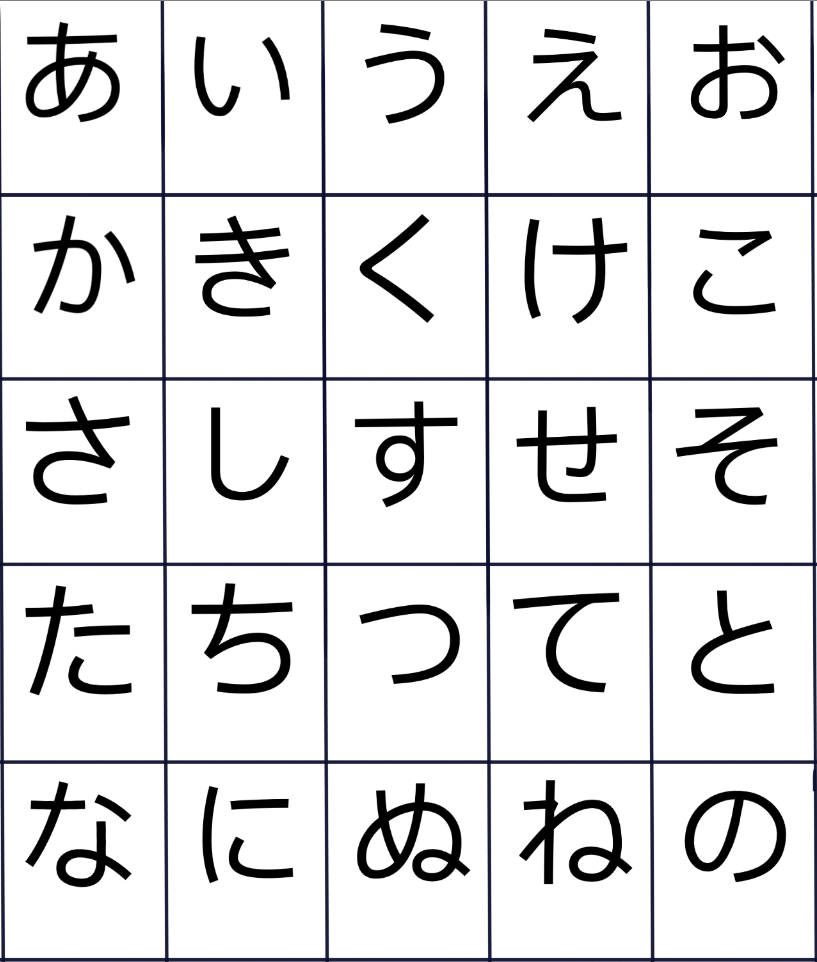 あ い う え お
か き く け こ
さ し す せ そ
た ち つ て と
な に ぬ ね の